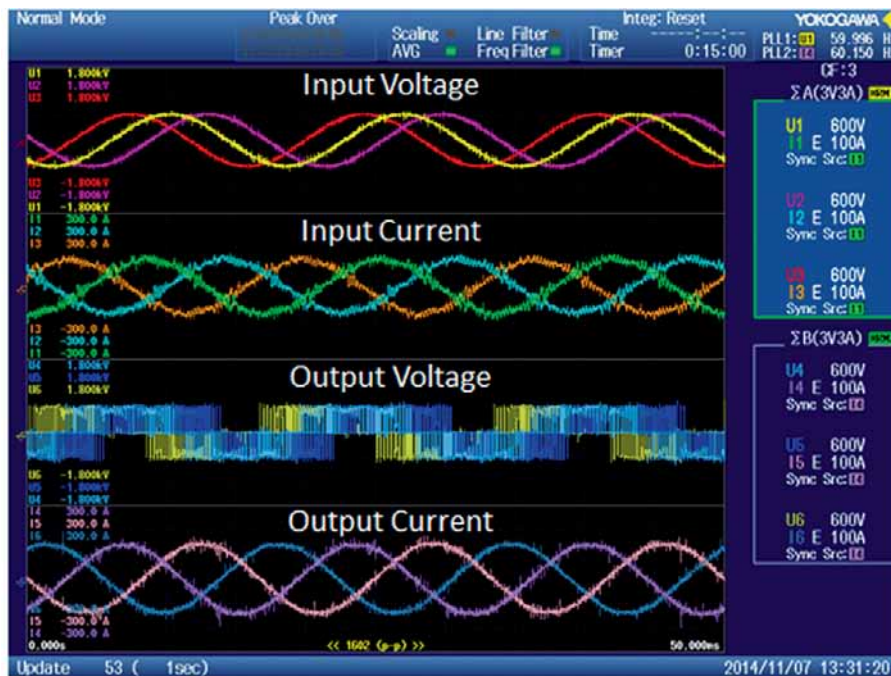 Normal Mode Peak Over Integ: Reset YOKOGAWA
Scaling Line Filter Time ----:--:-- PLL1: U1 59.996 H
AVG Freq Filter Timer 0:15:00 PLL2: I4 60.150 H
CF:3
U1 1.800kV
U2 1.800kV
U3 1.800kV
Input Voltage
U3 -1.800kV
U2 -1.800kV
U1 -1.800kV
I1 300.0 A
I2 300.0 A
I3 300.0 A
Input Current
I3 -300.0 A
I2 -300.0 A
I1 -300.0 A
U4 1.800kV
U5 1.800kV
U6 1.800kV
Output Voltage
U6 -1.800kV
U5 -1.800kV
U4 -1.800kV
I4 300.0 A
I5 300.0 A
I6 300.0 A
Output Current
I5 -300.0 A
I4 -300.0 A
0.000s << 1602 (p-p) >> 50.000ms
ΣA(3V3A)
U1 600V
I1 E 100A
Sync Src:
U2 600V
I2 E 100A
Sync Src:
U3 600V
I3 E 100A
Sync Src:
ΣB(3V3A)
U4 600V
I4 E 100A
Sync Src:
U5 600V
I5 E 100A
Sync Src:
U6 600V
I6 E 100A
Sync Src:
Update 53 ( 1sec) 2014/11/07 13:31:20